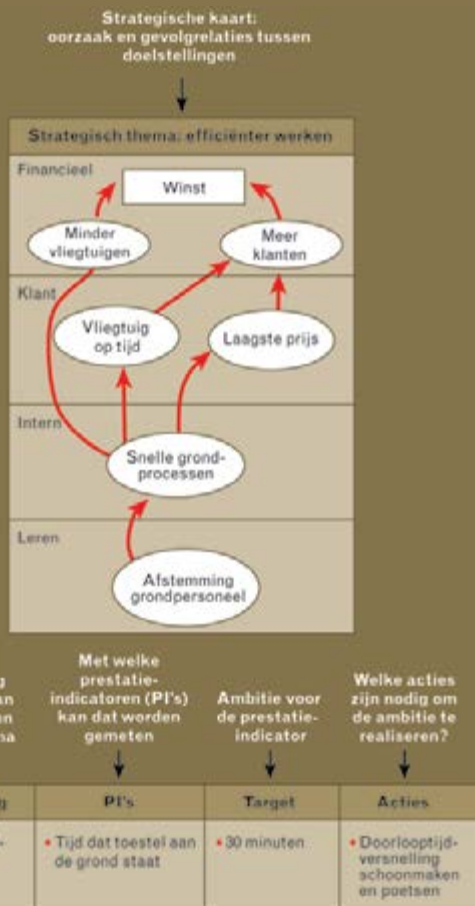 Strategische kaart:
oorzaak en gevolgrelaties tussen
doelstellingen
Strategisch thema: efficiënter werken
Financieel
Winst
Minder
vliegtuigen
Meer
klanten
Klant
Vliegtuig
op tijd
Laagste prijs
Intern
Snelle grond-
processen
Leren
Afstemming
grondpersoneel
Met welke
prestatie-
indicatoren (PI's)
kan dat worden
gemeten
Ambitie voor
de prestatie-
indicator
Welke acties
zijn nodig om
de ambitie te
realiseren?
PI's
Target
Acties
• Tijd dat toestel aan
de grond staat
• 30 minuten
• Doorlooptijd-
versnelling
schoonmaken
en poetsen